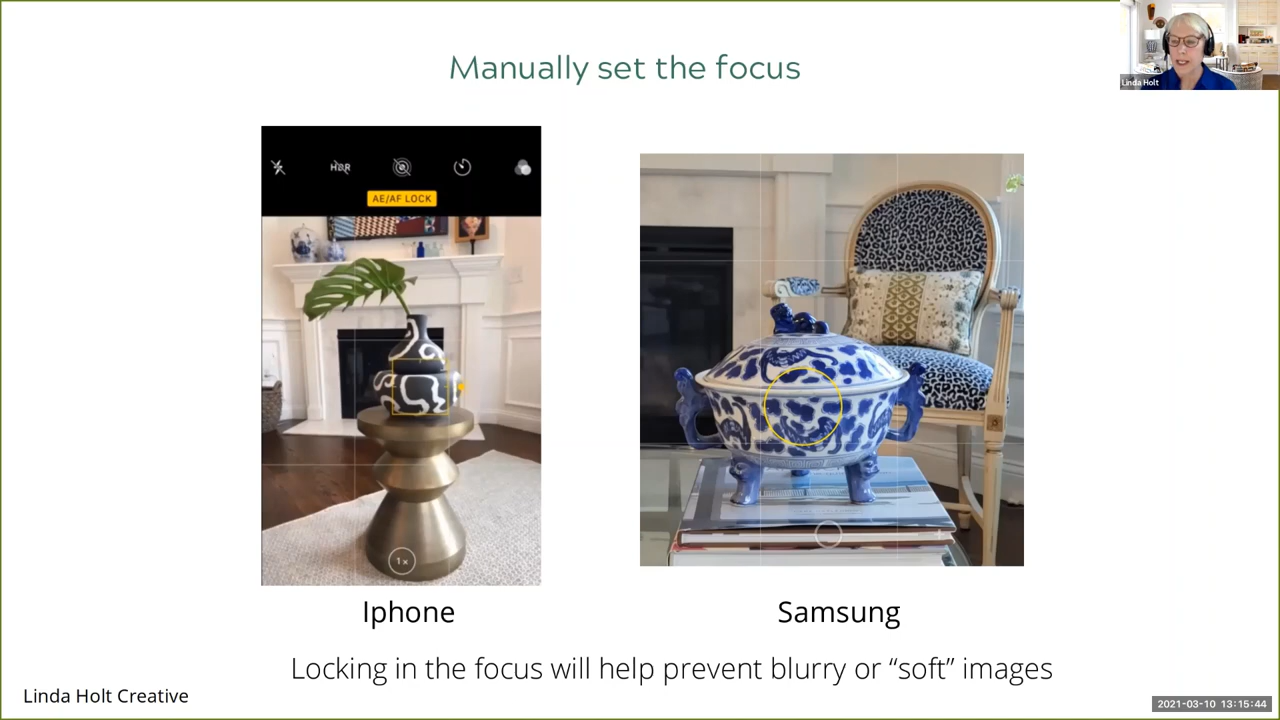 Manually set the focus
Linda Holt
HDR
AE/AF LOCK
1×
Iphone
Samsung
Locking in the focus will help prevent blurry or “soft” images
Linda Holt Creative
2021-03-10 13:15:44